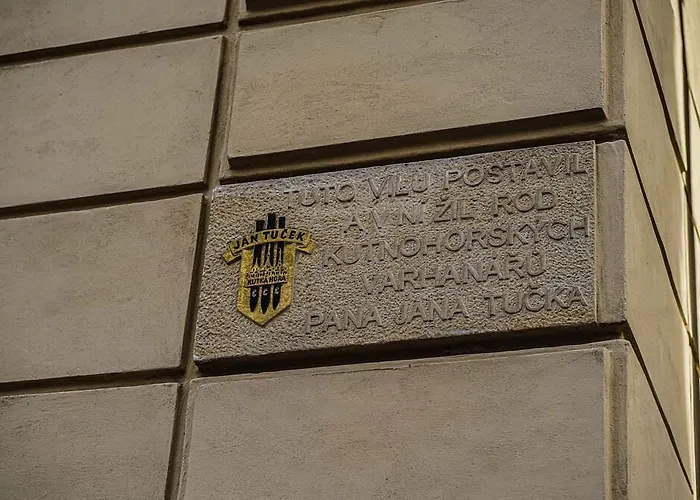 TUTO VILU POSTAVIL
A V NÍ ŽIL ROD
KUTNOHORSKÝCH
VARHANÁŘŮ
PANA JANA TUČKA
JAN TUČEK
KUTNÁ HORA